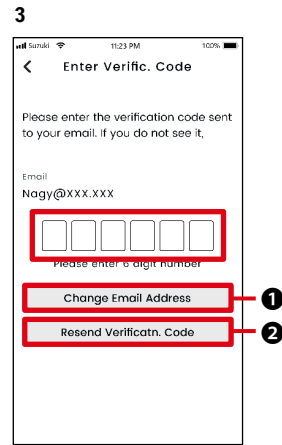 3
Suzuki 11:23 PM 100%
Enter Verific. Code
Please enter the verification code sent
to your email. If you do not see it,
Email
Nagy@XXX.XXX
Please enter 6 digit number
Change Email Address 1
Resend Verificatn. Code 2